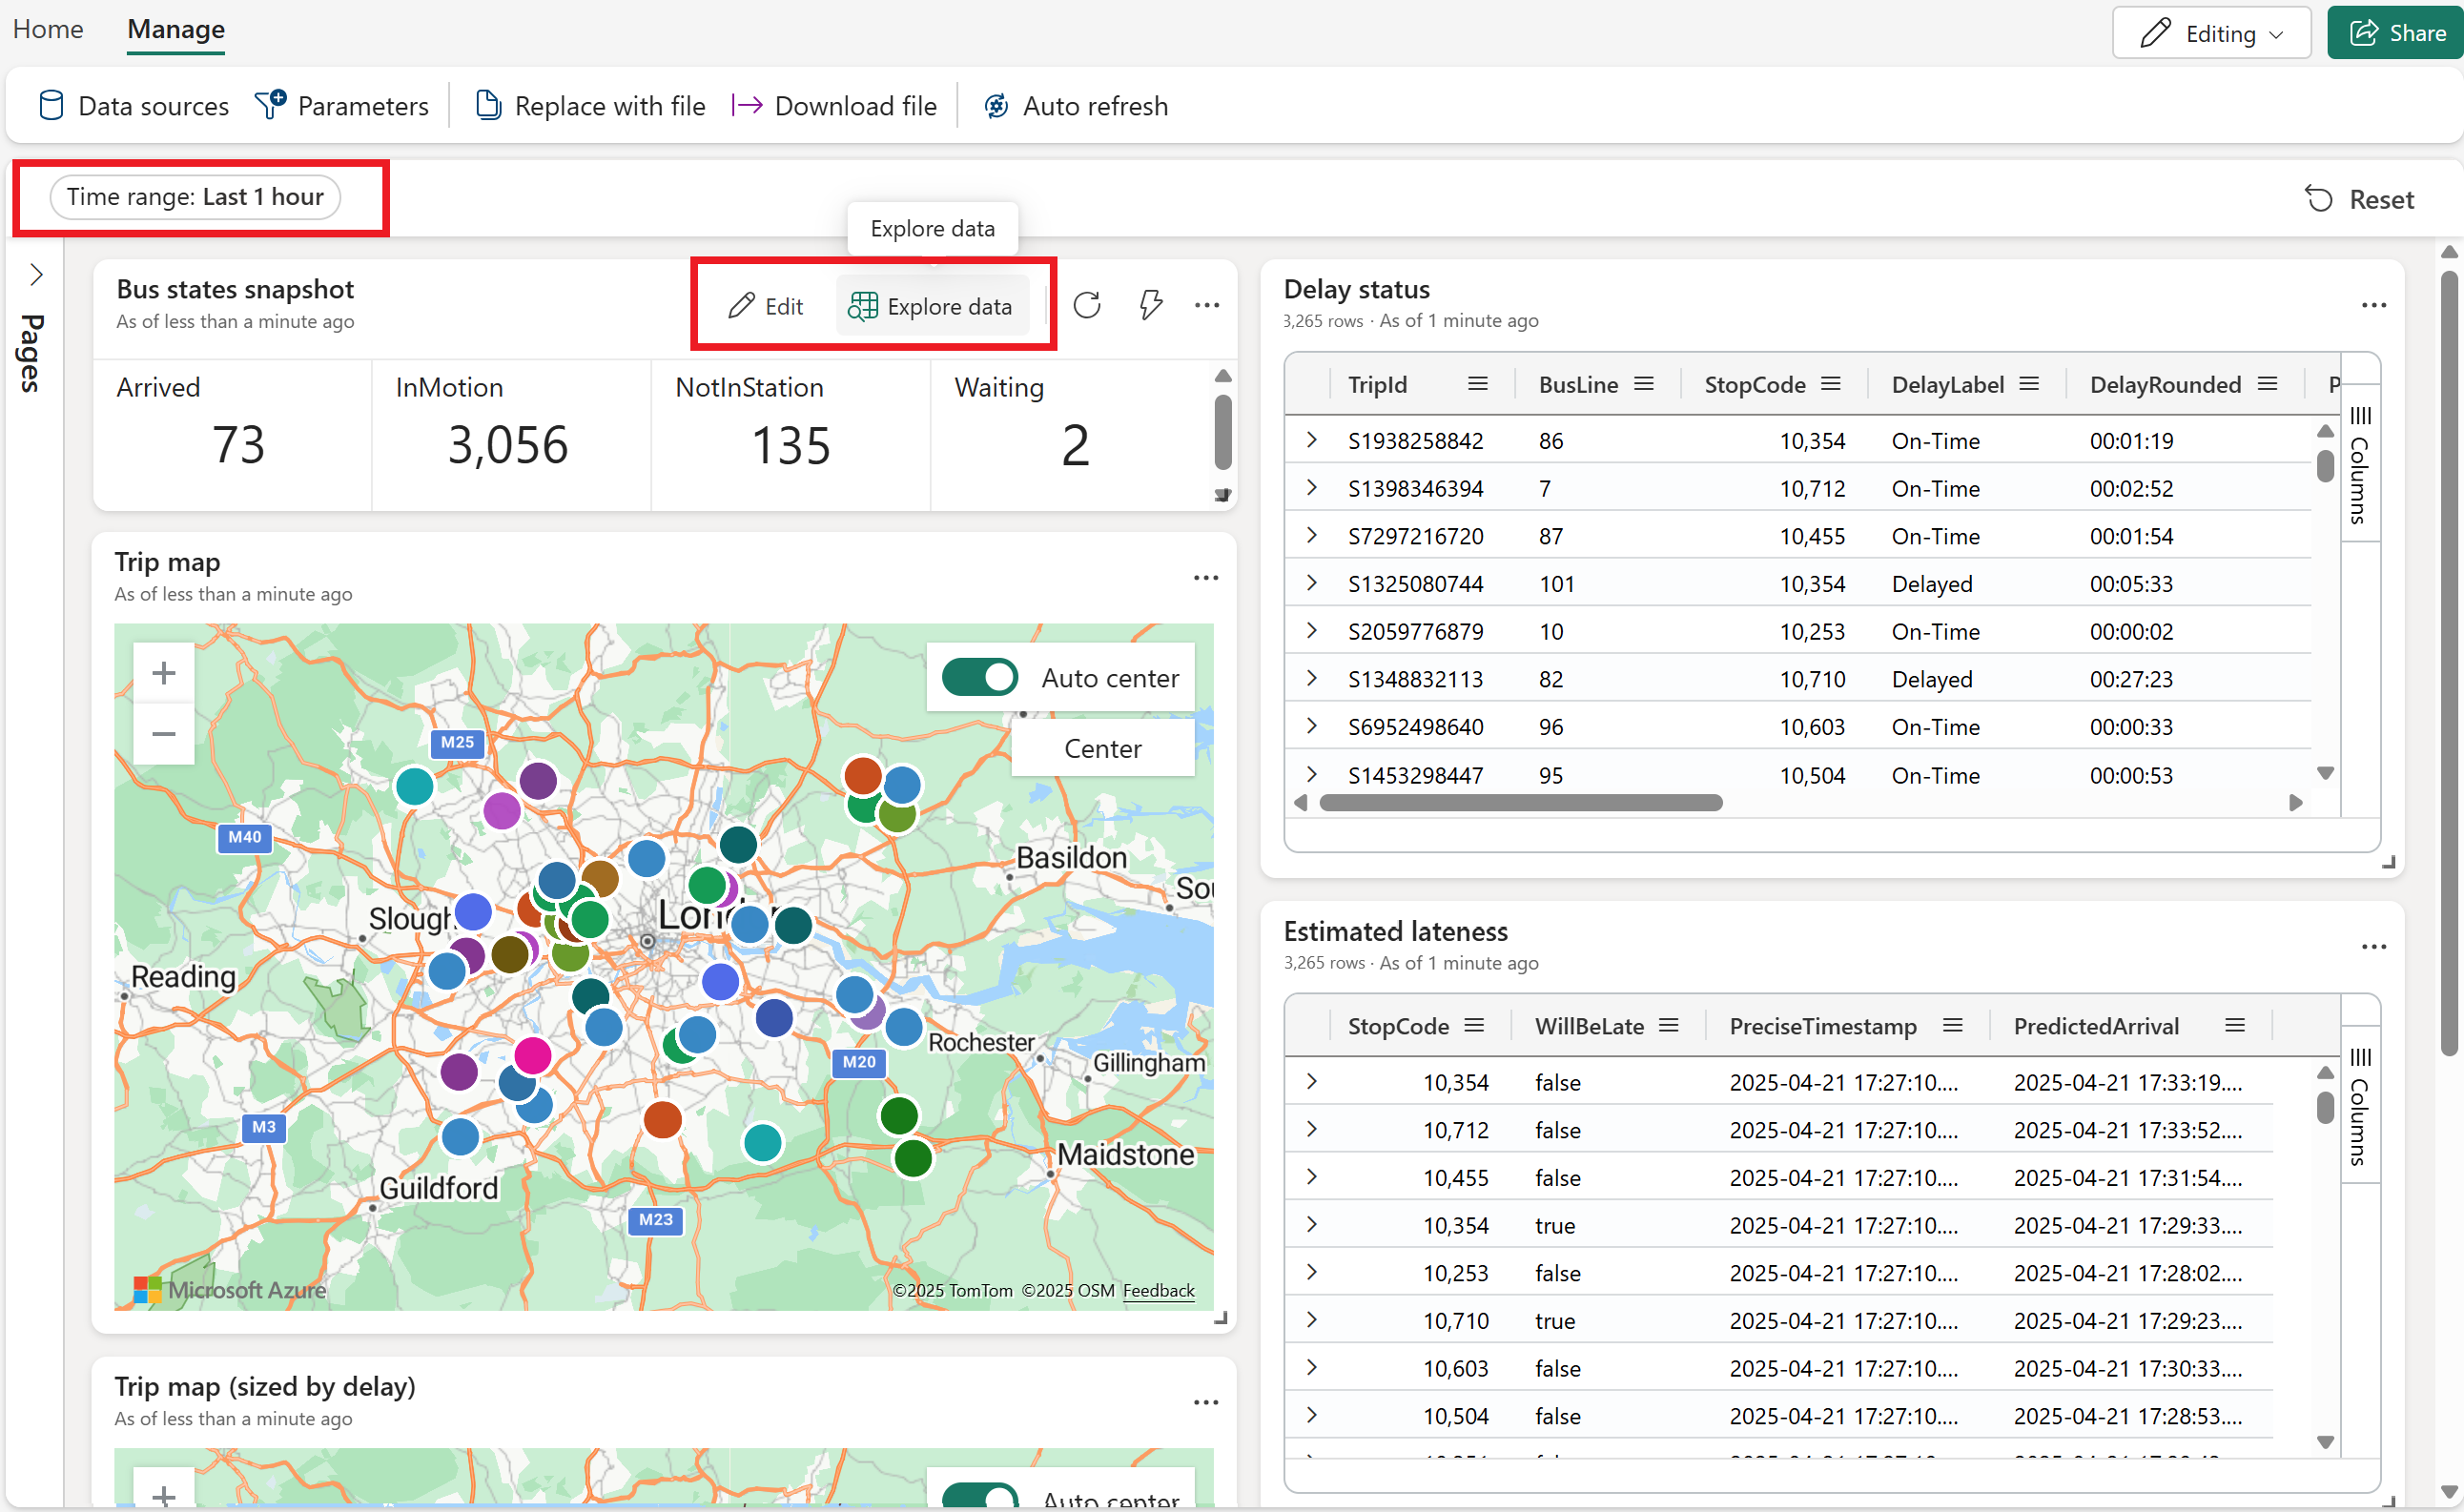 Home Manage Editing Share
Data sources Parameters Replace with file Download file Auto refresh
Time range: Last 1 hour Reset
Explore data
Pages
Bus states snapshot
As of less than a minute ago
Edit Explore data
Arrived InMotion NotInStation Waiting
73 3,056 135 2
Trip map
As of less than a minute ago
Auto center
Center
M25
M40
Basildon
Slough
Reading
Rochester
M20
Gillingham
M3
Maidstone
Guildford
M23
Microsoft Azure
©2025 TomTom ©2025 OSM Feedback
Trip map (sized by delay)
As of less than a minute ago
Auto center
Delay status
3,265 rows · As of 1 minute ago
TripId BusLine StopCode DelayLabel DelayRounded
S1938258842 86 10,354 On-Time 00:01:19
S1398346394 7 10,712 On-Time 00:02:52
S7297216720 87 10,455 On-Time 00:01:54
S1325080744 101 10,354 Delayed 00:05:33
S2059776879 10 10,253 On-Time 00:00:02
S1348832113 82 10,710 Delayed 00:27:23
S6952498640 96 10,603 On-Time 00:00:33
S1453298447 95 10,504 On-Time 00:00:53
Columns
Estimated lateness
3,265 rows · As of 1 minute ago
StopCode WillBeLate PreciseTimestamp PredictedArrival
10,354 false 2025-04-21 17:27:10.... 2025-04-21 17:33:19....
10,712 false 2025-04-21 17:27:10.... 2025-04-21 17:33:52....
10,455 false 2025-04-21 17:27:10.... 2025-04-21 17:31:54....
10,354 true 2025-04-21 17:27:10.... 2025-04-21 17:29:33....
10,253 false 2025-04-21 17:27:10.... 2025-04-21 17:28:02....
10,710 true 2025-04-21 17:27:10.... 2025-04-21 17:29:23....
10,603 false 2025-04-21 17:27:10.... 2025-04-21 17:30:33....
10,504 false 2025-04-21 17:27:10.... 2025-04-21 17:28:53....
Columns